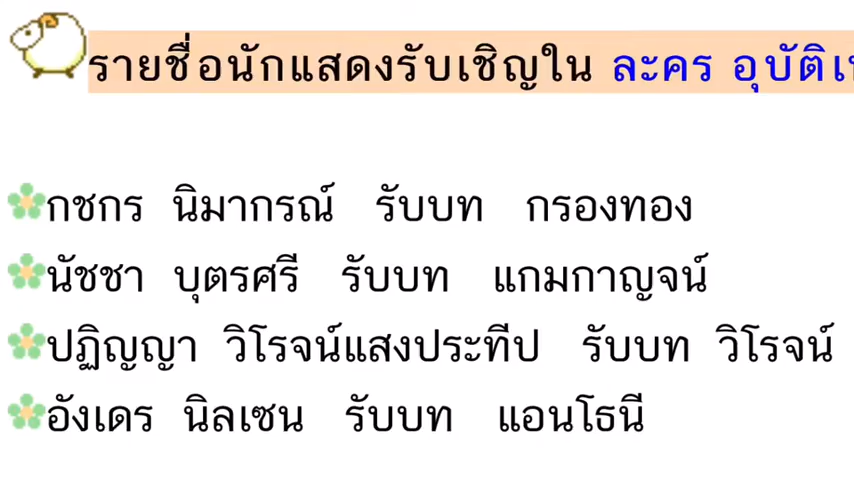 รายชื่อนักแสดงรับเชิญใน ละคร
กชกร นิมากรณ์ รับบท กรองทอง
นัชชา บุตรศรี รับบท แกมกาญจน์
ปฏิญญา วิโรจน์แสงประทีป รับบท วิโรจน์
อังเดร นิลเซน รับบท แอนโธนี